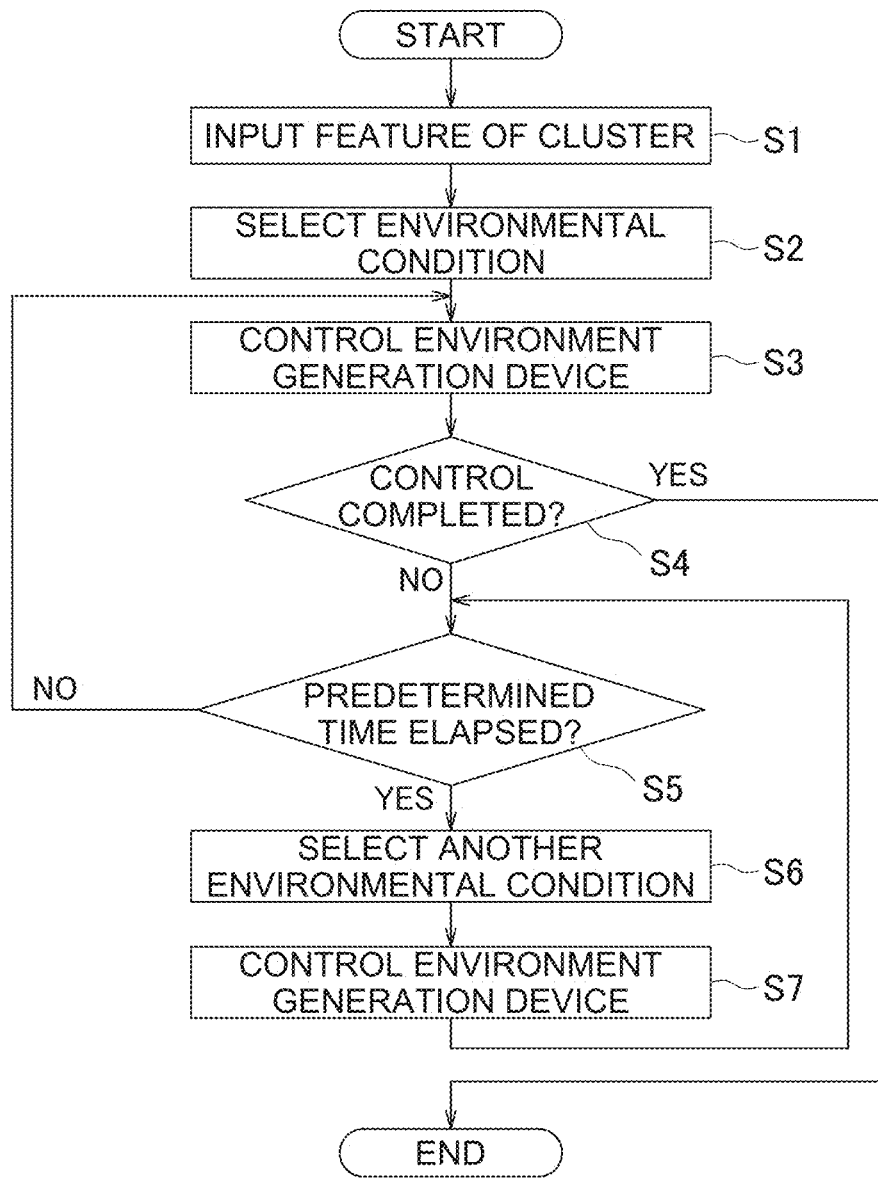 START
INPUT FEATURE OF CLUSTER
S1
SELECT ENVIRONMENTAL
CONDITION
S2
CONTROL ENVIRONMENT
GENERATION DEVICE
S3
CONTROL
COMPLETED?
YES
S4
NO
PREDETERMINED
TIME ELAPSED?
NO
S5
YES
SELECT ANOTHER
ENVIRONMENTAL CONDITION
S6
CONTROL ENVIRONMENT
GENERATION DEVICE
S7
END